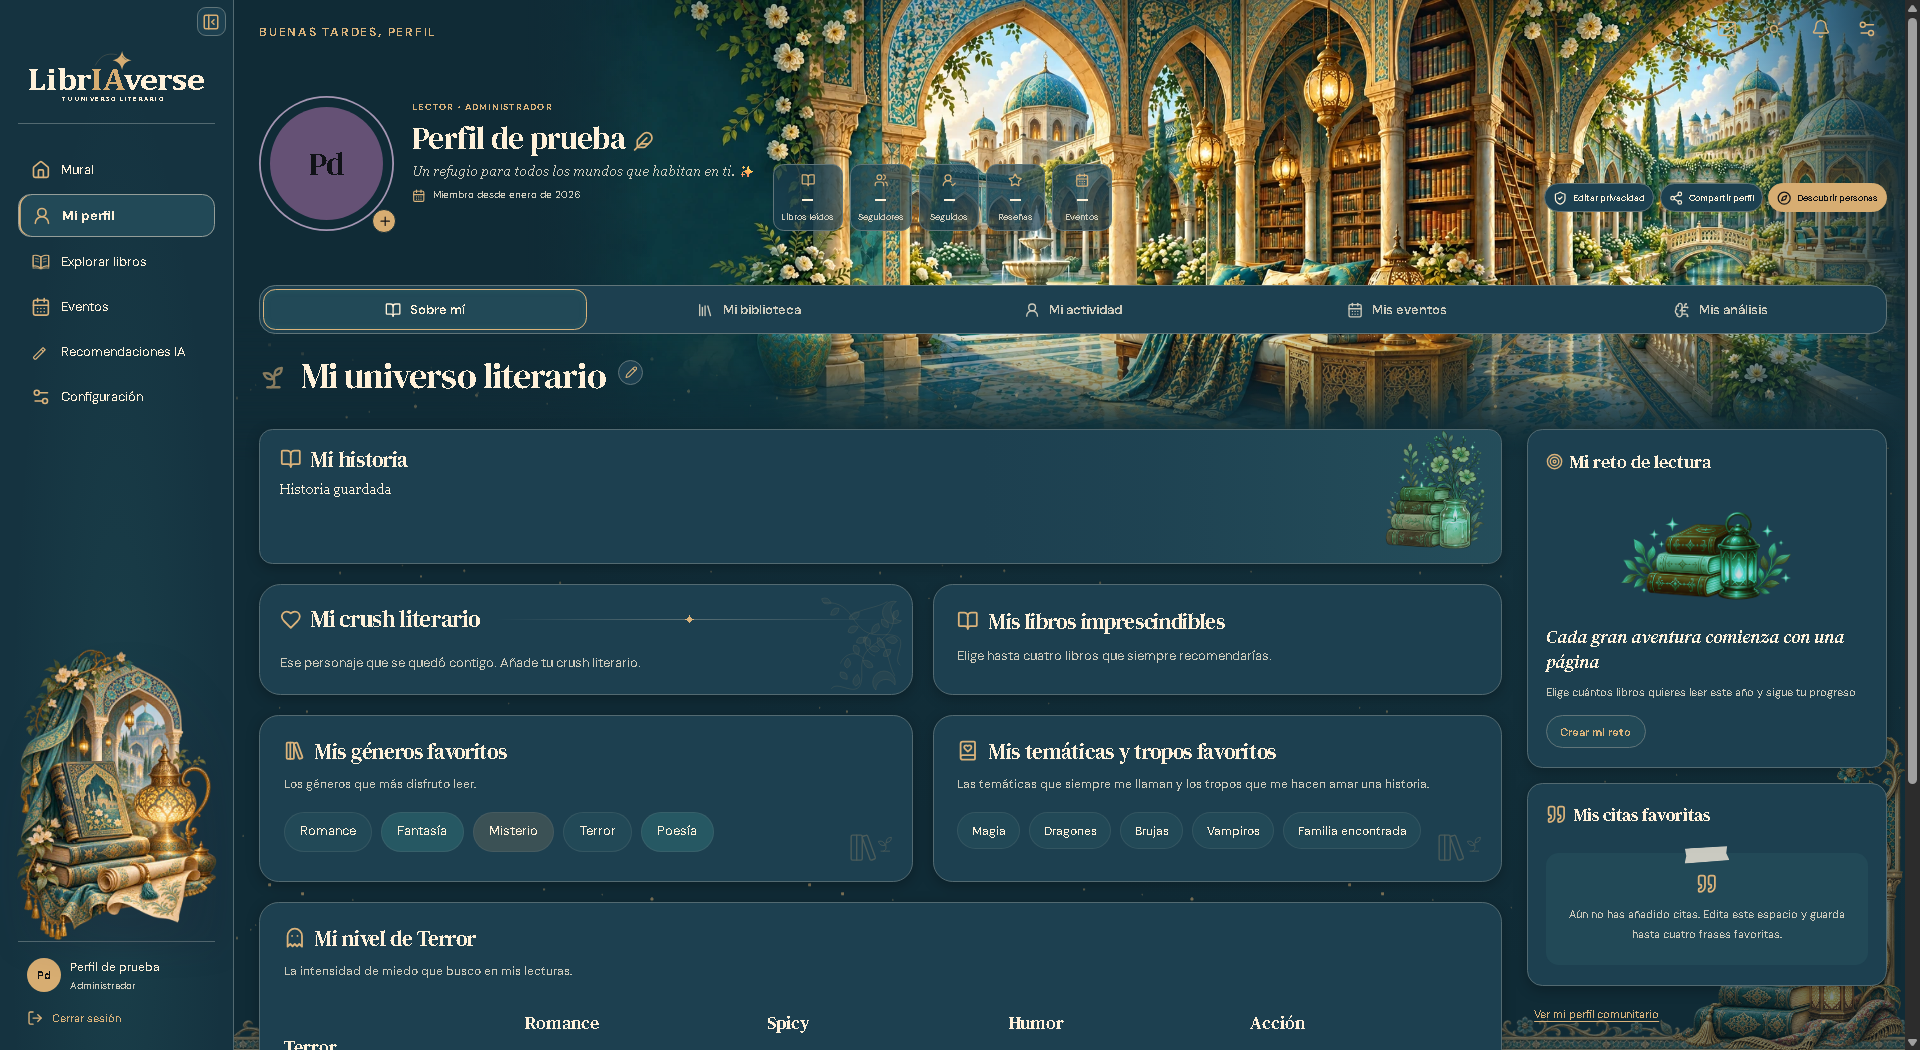 LibrIAverse
TU UNIVERSO LITERARIO
Mural
Mi perfil
Explorar libros
Eventos
Recomendaciones IA
Configuración
Pd
Perfil de prueba
Administrador
Cerrar sesión
BUENAS TARDES, PERFIL
Pd
LECTOR • ADMINISTRADOR
Perfil de prueba
Un refugio para todos los mundos que habitan en ti. ✨
Miembro desde enero de 2026
–
Libros leídos
–
Seguidores
–
Seguidos
–
Reseñas
–
Eventos
Editar privacidad
Compartir perfil
Descubrir personas
Sobre mí
Mi biblioteca
Mi actividad
Mis eventos
Mis análisis
Mi universo literario
Mi historia
Historia guardada
Mi crush literario
Ese personaje que se quedó contigo. Añade tu crush literario.
Mis libros imprescindibles
Elige hasta cuatro libros que siempre recomendarías.
Mis géneros favoritos
Los géneros que más disfruto leer.
Romance
Fantasía
Misterio
Terror
Poesía
Mis temáticas y tropos favoritos
Las temáticas que siempre me llaman y los tropos que me hacen amar una historia.
Magia
Dragones
Brujas
Vampiros
Familia encontrada
Mi nivel de Terror
La intensidad de miedo que busco en mis lecturas.
Romance
Spicy
Humor
Acción
Terror
Mi reto de lectura
Cada gran aventura comienza con una
página
Elige cuántos libros quieres leer este año y sigue tu progreso
Crear mi reto
Mis citas favoritas
Aún no has añadido citas. Edita este espacio y guarda
hasta cuatro frases favoritas.
Ver mi perfil comunitario